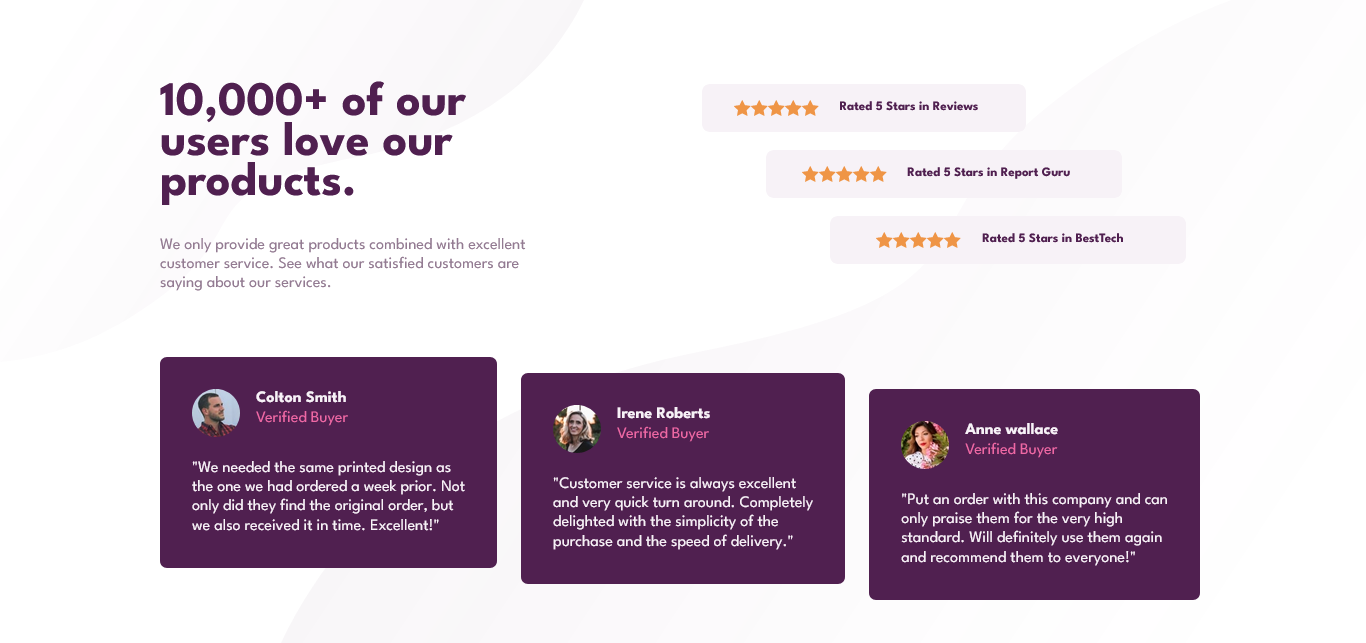 10,000+ of our
users love our
products.
We only provide great products combined with excellent
customer service. See what our satisfied customers are
saying about our services.
Rated 5 Stars in Reviews
Rated 5 Stars in Report Guru
Rated 5 Stars in BestTech
Colton Smith
Verified Buyer
"We needed the same printed design as
the one we had ordered a week prior. Not
only did they find the original order, but
we also received it in time. Excellent!"
Irene Roberts
Verified Buyer
"Customer service is always excellent
and very quick turn around. Completely
delighted with the simplicity of the
purchase and the speed of delivery."
Anne wallace
Verified Buyer
"Put an order with this company and can
only praise them for the very high
standard. Will definitely use them again
and recommend them to everyone!"